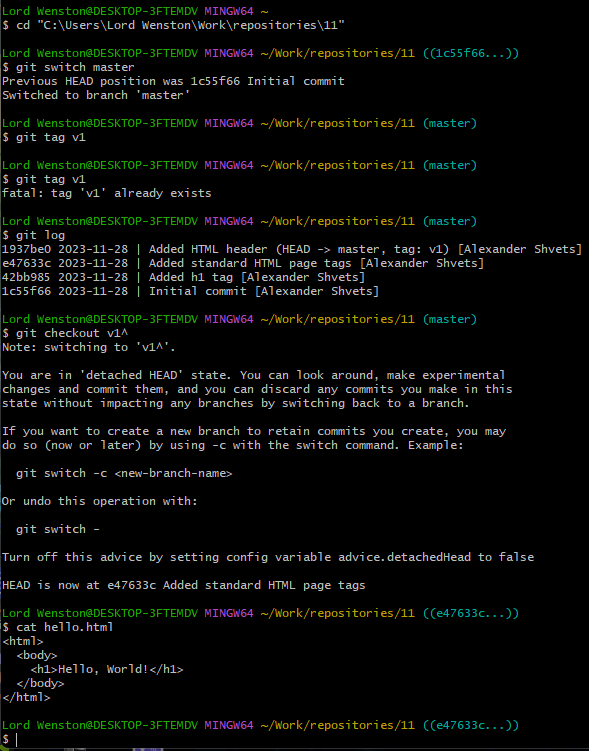 Lord Wenston@DESKTOP-3FTEMDV MINGW64 ~
$ cd "C:\Users\Lord Wenston\Work\repositories\11"
Lord Wenston@DESKTOP-3FTEMDV MINGW64 ~/Work/repositories/11 ((1c55f66...))
$ git switch master
Previous HEAD position was 1c55f66 Initial commit
Switched to branch 'master'
Lord Wenston@DESKTOP-3FTEMDV MINGW64 ~/Work/repositories/11 (master)
$ git tag v1
Lord Wenston@DESKTOP-3FTEMDV MINGW64 ~/Work/repositories/11 (master)
$ git tag v1
fatal: tag 'v1' already exists
Lord Wenston@DESKTOP-3FTEMDV MINGW64 ~/Work/repositories/11 (master)
$ git log
1937be0 2023-11-28 | Added HTML header (HEAD -> master, tag: v1) [Alexander Shvets]
e47633c 2023-11-28 | Added standard HTML page tags [Alexander Shvets]
42bb985 2023-11-28 | Added h1 tag [Alexander Shvets]
1c55f66 2023-11-28 | Initial commit [Alexander Shvets]
Lord Wenston@DESKTOP-3FTEMDV MINGW64 ~/Work/repositories/11 (master)
$ git checkout v1^
Note: switching to 'v1^'.
You are in 'detached HEAD' state. You can look around, make experimental
changes and commit them, and you can discard any commits you make in this
state without impacting any branches by switching back to a branch.
If you want to create a new branch to retain commits you create, you may
do so (now or later) by using -c with the switch command. Example:
git switch -c <new-branch-name>
Or undo this operation with:
git switch -
Turn off this advice by setting config variable advice.detachedHead to false
HEAD is now at e47633c Added standard HTML page tags
Lord Wenston@DESKTOP-3FTEMDV MINGW64 ~/Work/repositories/11 ((e47633c...))
$ cat hello.html
<html>
  <body>
    <h1>Hello, World!</h1>
  </body>
</html>
Lord Wenston@DESKTOP-3FTEMDV MINGW64 ~/Work/repositories/11 ((e47633c...))
$